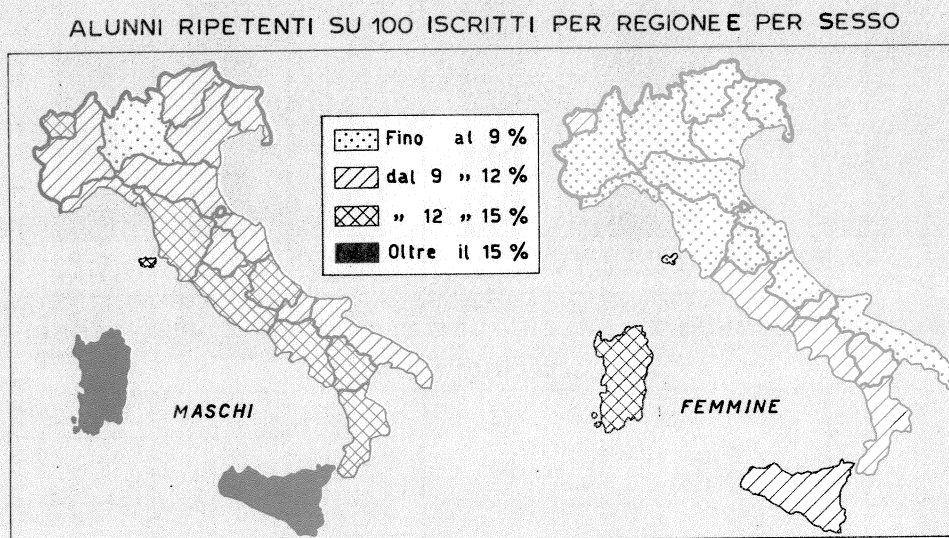 ALUNNI RIPETENTI SU 100 ISCRITTI PER REGIONE E PER SESSO
Fino al 9 %
dal 9 „ 12 %
„ 12 „ 15 %
Oltre il 15 %
MASCHI
FEMMINE